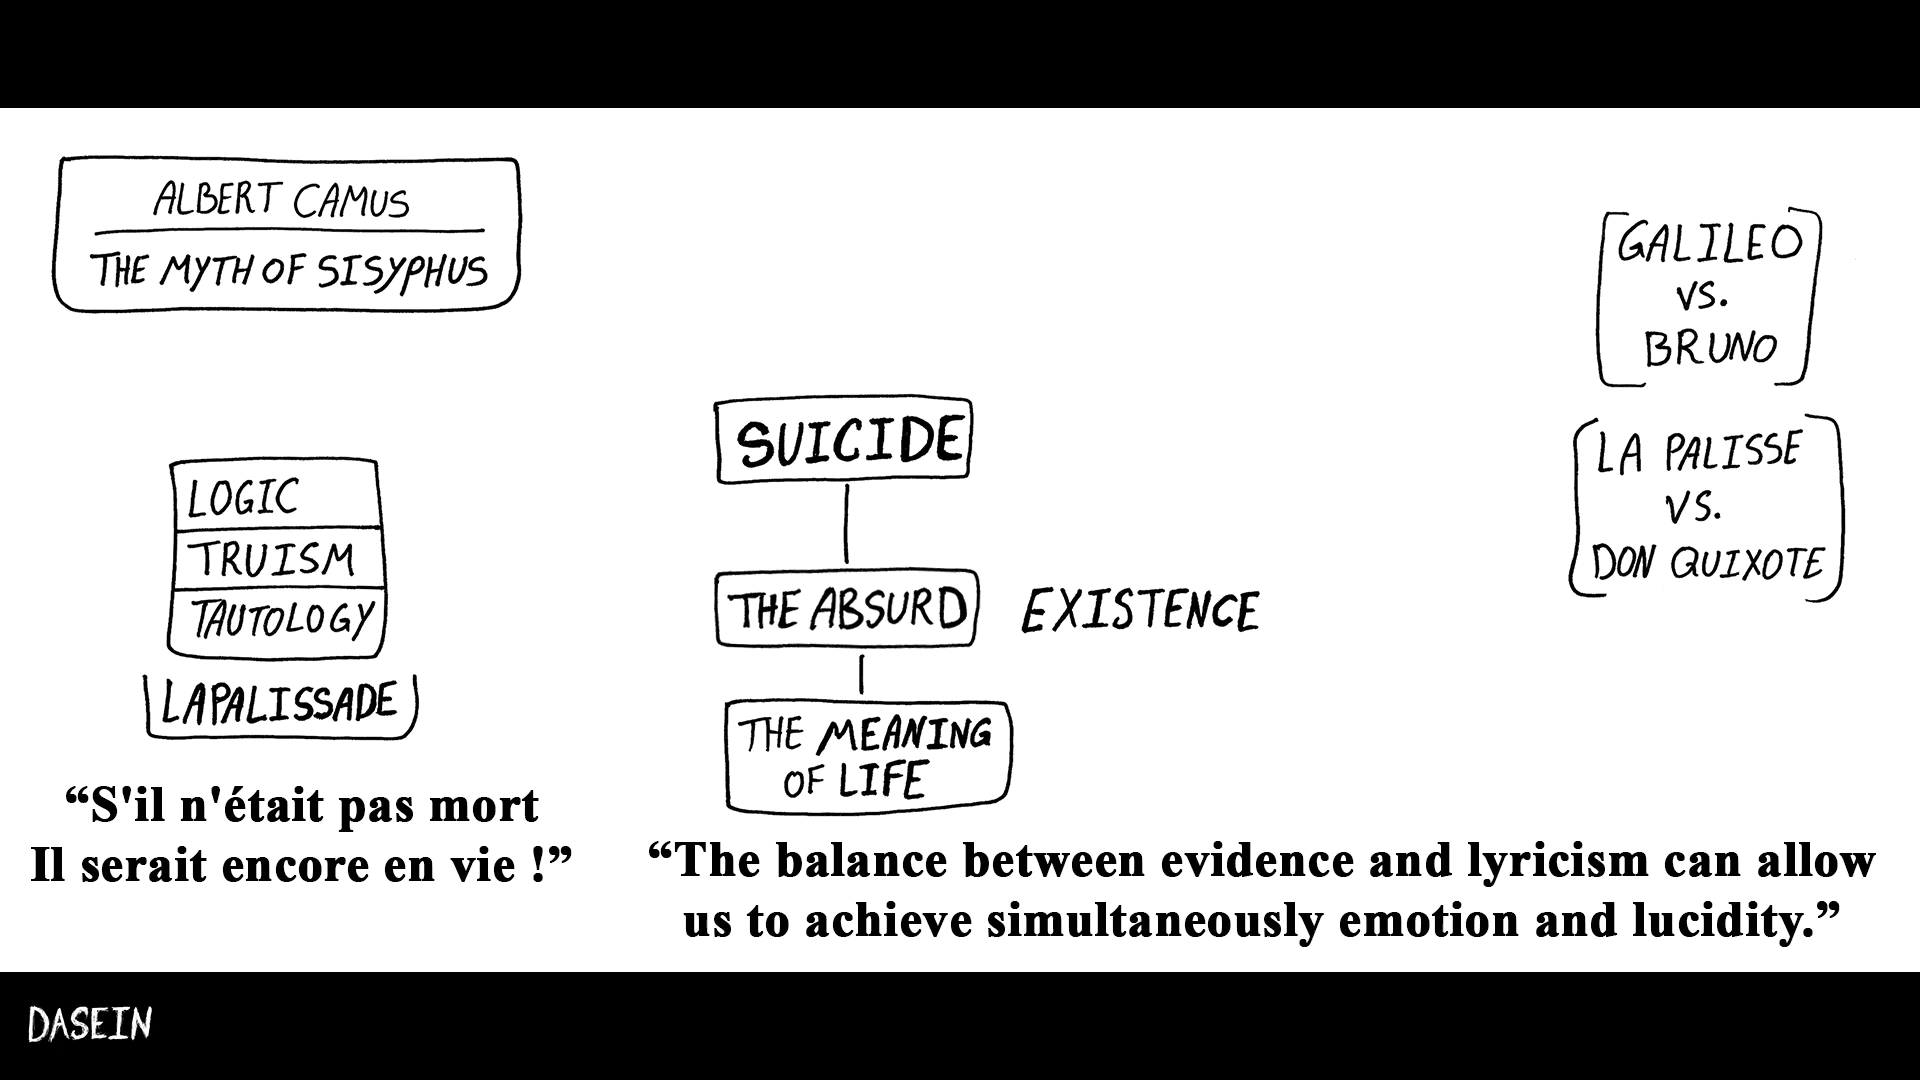 ALBERT CAMUS
THE MYTH OF SISYPHUS
LOGIC
TRUISM
TAUTOLOGY
LAPALISSADE
“S'il n'était pas mort
Il serait encore en vie !”
SUICIDE
THE ABSURD
EXISTENCE
THE MEANING
OF LIFE
“The balance between evidence and lyricism can allow
us to achieve simultaneously emotion and lucidity.”
GALILEO
VS.
BRUNO
LA PALISSE
VS.
DON QUIXOTE
DASEIN